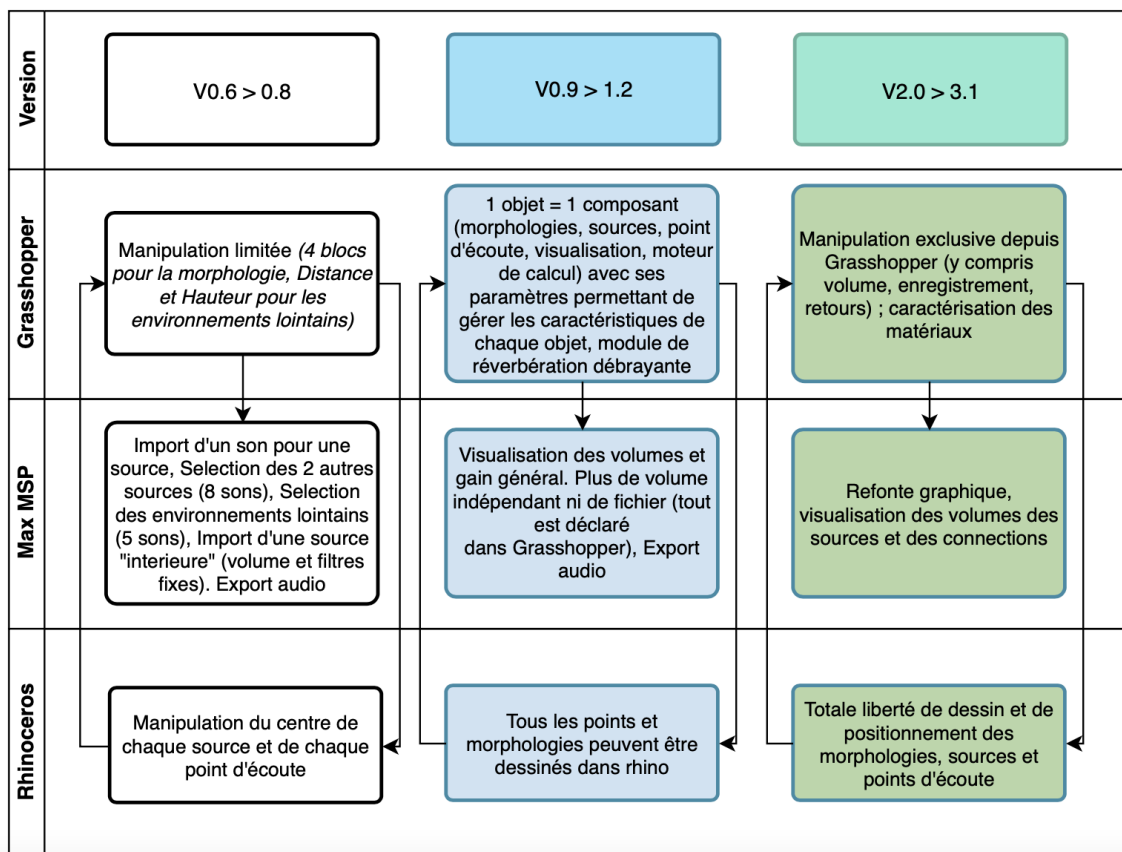 Version
V0.6 > 0.8
V0.9 > 1.2
V2.0 > 3.1
Grasshopper
Manipulation limitée (4 blocs
pour la morphologie, Distance
et Hauteur pour les
environnements lointains)
1 objet = 1 composant
(morphologies, sources, point
d'écoute, visualisation, moteur
de calcul) avec ses
paramètres permettant de
gérer les caractéristiques de
chaque objet, module de
réverbération débrayante
Manipulation exclusive depuis
Grasshopper (y compris
volume, enregistrement,
retours) ; caractérisation des
matériaux
Max MSP
Import d'un son pour une
source, Selection des 2 autres
sources (8 sons), Selection
des environnements lointains
(5 sons), Import d'une source
"interieure" (volume et filtres
fixes). Export audio
Visualisation des volumes et
gain général. Plus de volume
indépendant ni de fichier (tout
est déclaré
dans Grasshopper), Export
audio
Refonte graphique,
visualisation des volumes des
sources et des connections
Rhinoceros
Manipulation du centre de
chaque source et de chaque
point d'écoute
Tous les points et
morphologies peuvent être
dessinés dans rhino
Totale liberté de dessin et de
positionnement des
morphologies, sources et
points d'écoute